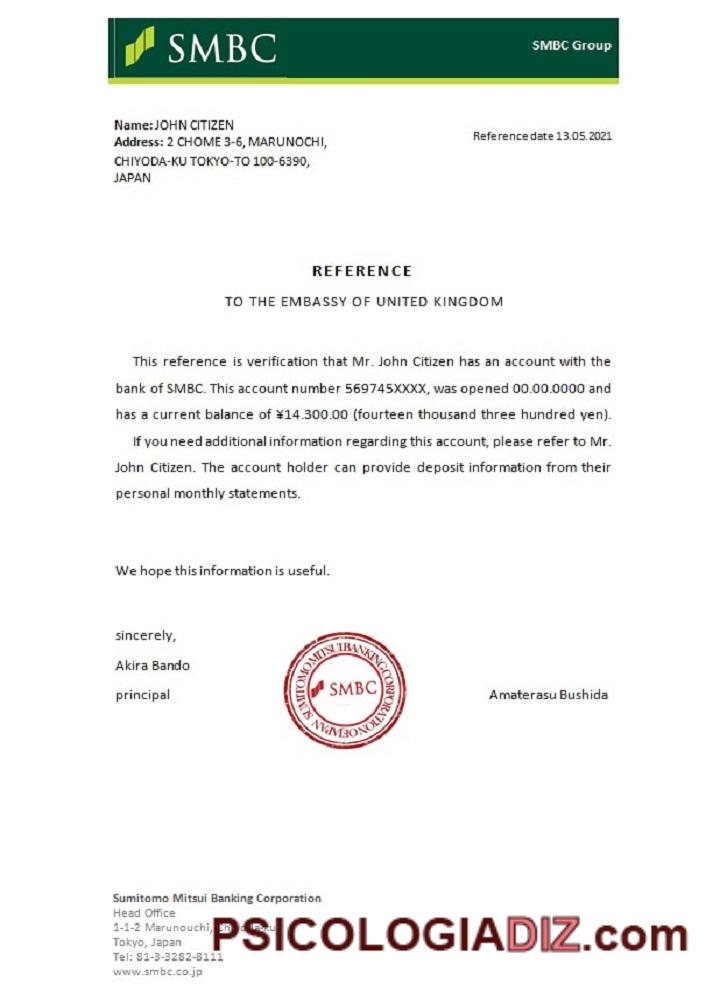 SMBC
SMBC Group
Name: JOHN CITIZEN
Reference date 13.05.2021
Address: 2 CHOME 3-6, MARUNOCHI,
CHIYODA-KU TOKYO-TO 100-6390,
JAPAN
REFERENCE
TO THE EMBASSY OF UNITED KINGDOM
This reference is verification that Mr. John Citizen has an account with the
bank of SMBC. This account number 569745XXXX, was opened 00.00.0000 and
has a current balance of ¥14.300.00 (fourteen thousand three hundred yen).
If you need additional information regarding this account, please refer to Mr.
John Citizen. The account holder can provide deposit information from their
personal monthly statements.
We hope this information is useful.
sincerely,
Akira Bando
principal
SUMITOMO MITSUI BANKING CORPORATION OF JAPAN
SMBC
Amaterasu Bushida
Sumitomo Mitsui Banking Corporation
Head Office
1-1-2 Marunouchi, Chiyoda-ku
Tokyo, Japan
Tel: 81-3-3282-8111
www.smbc.co.jp
PSICOLOGIADIZ.com